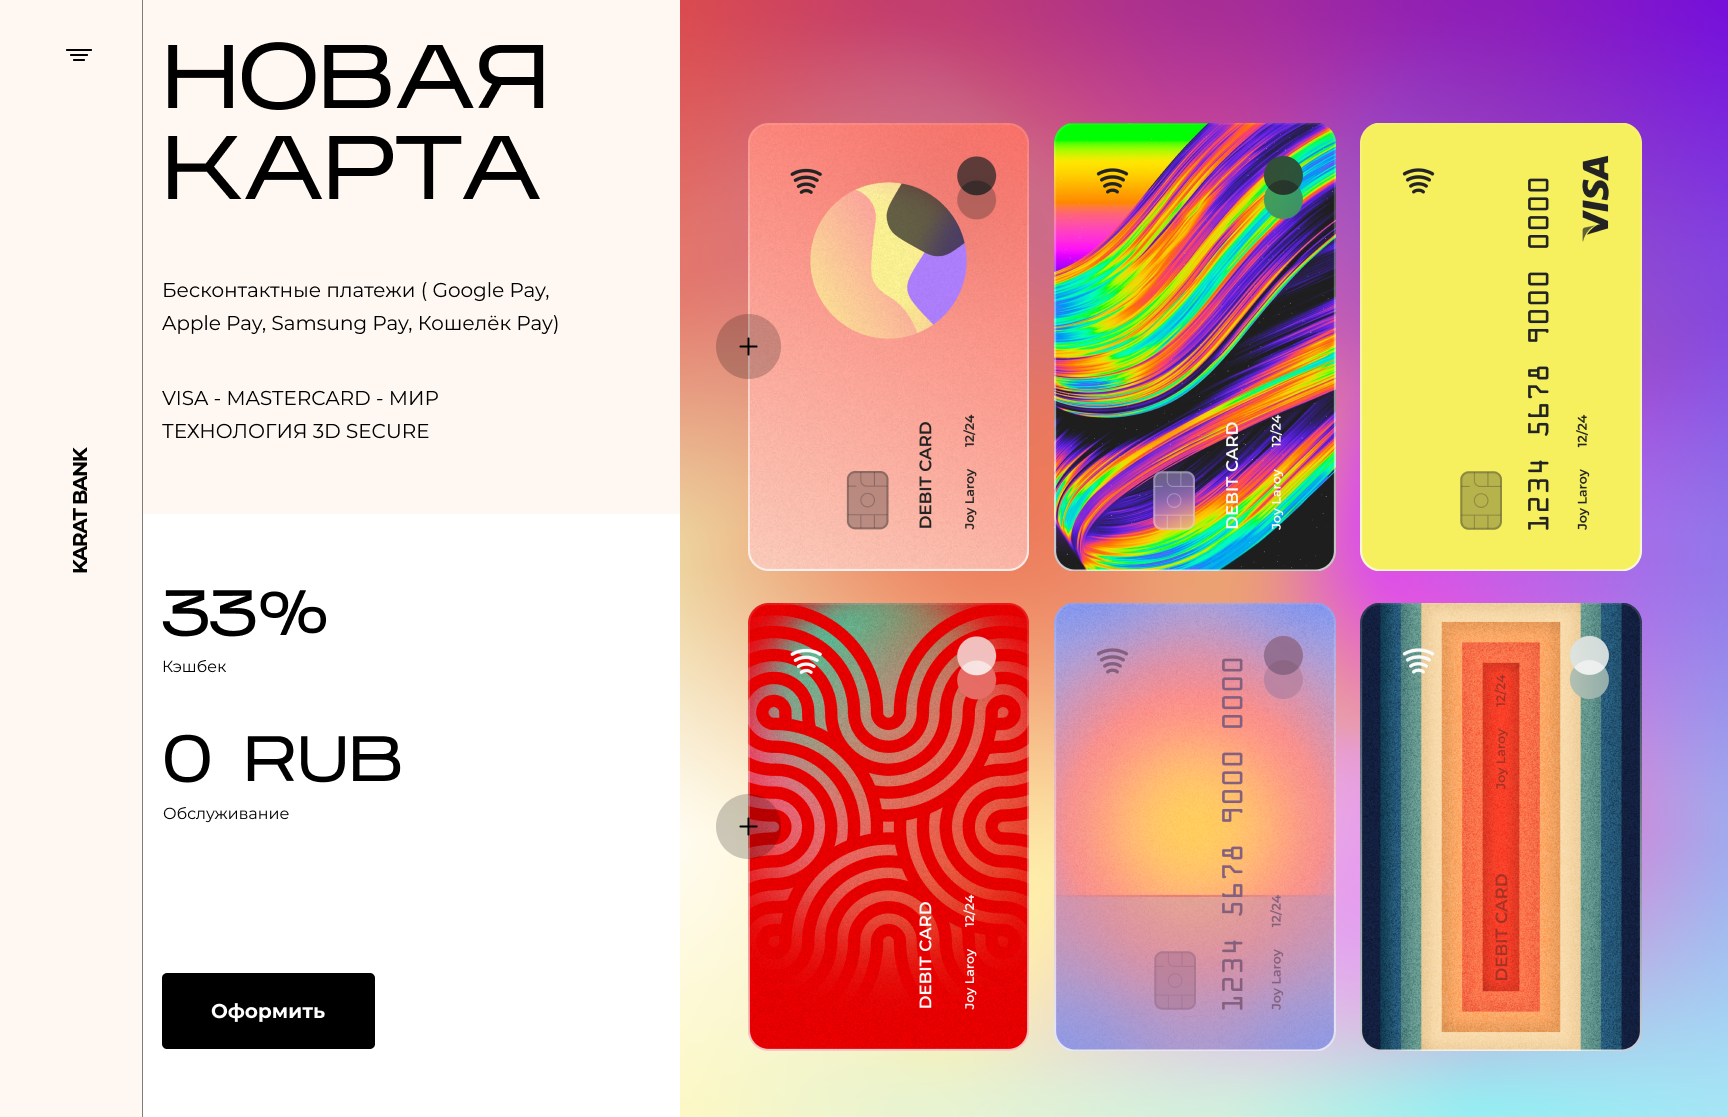 НОВАЯ
КАРТА
Бесконтактные платежи ( Google Pay,
Apple Pay, Samsung Pay, Кошелёк Pay)
VISA - MASTERCARD - МИР
ТЕХНОЛОГИЯ 3D SECURE
KARAT BANK
33%
Кэшбек
0 RUB
Обслуживание
Оформить
DEBIT CARD
Joy Laroy 12/24
DEBIT CARD
Joy Laroy 12/24
VISA
1234 5678 9000 0000
Joy Laroy 12/24
DEBIT CARD
Joy Laroy 12/24
1234 5678 9000 0000
Joy Laroy 12/24
DEBIT CARD
Joy Laroy 12/24